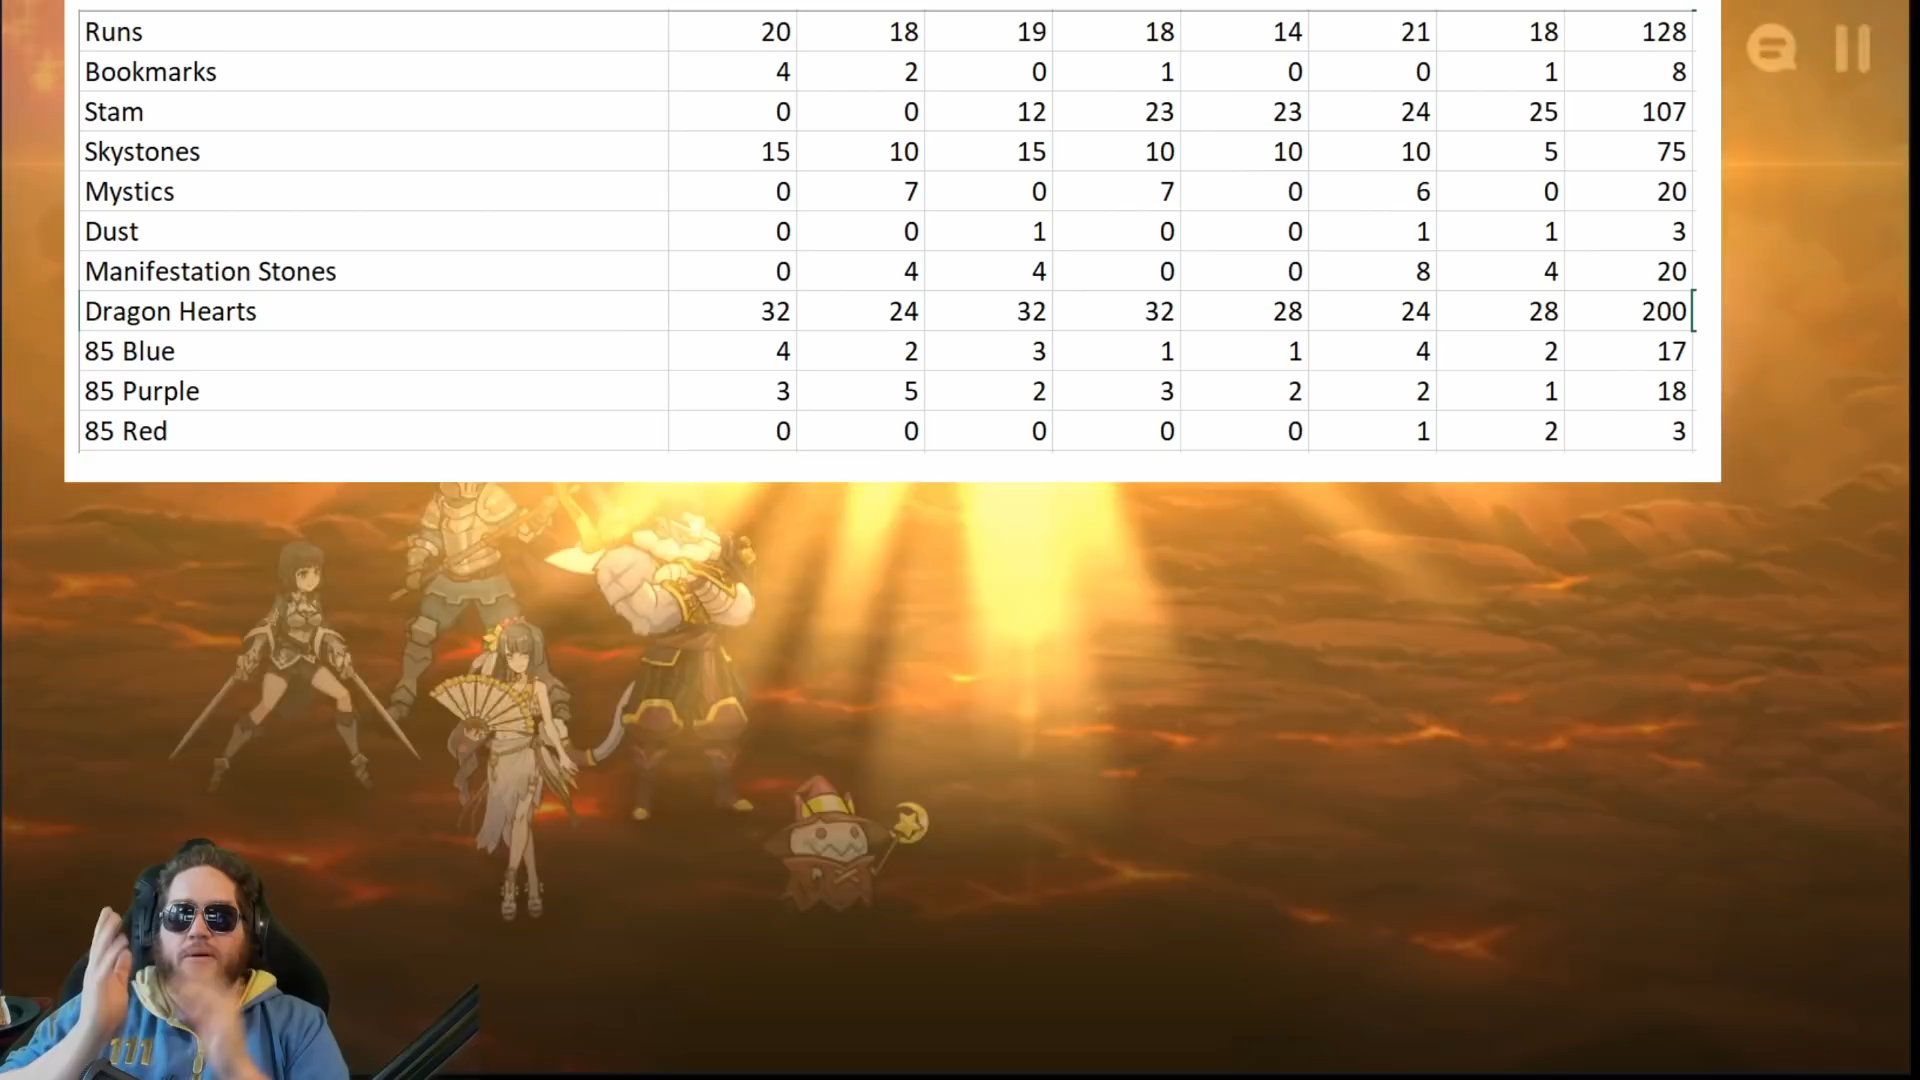 Runs 20 18 19 18 14 21 18 128
Bookmarks 4 2 0 1 0 0 1 8
Stam 0 0 12 23 23 24 25 107
Skystones 15 10 15 10 10 10 5 75
Mystics 0 7 0 7 0 6 0 20
Dust 0 0 1 0 0 1 1 3
Manifestation Stones 0 4 4 0 0 8 4 20
Dragon Hearts 32 24 32 32 28 24 28 200
85 Blue 4 2 3 1 1 4 2 17
85 Purple 3 5 2 3 2 2 1 18
85 Red 0 0 0 0 0 1 2 3